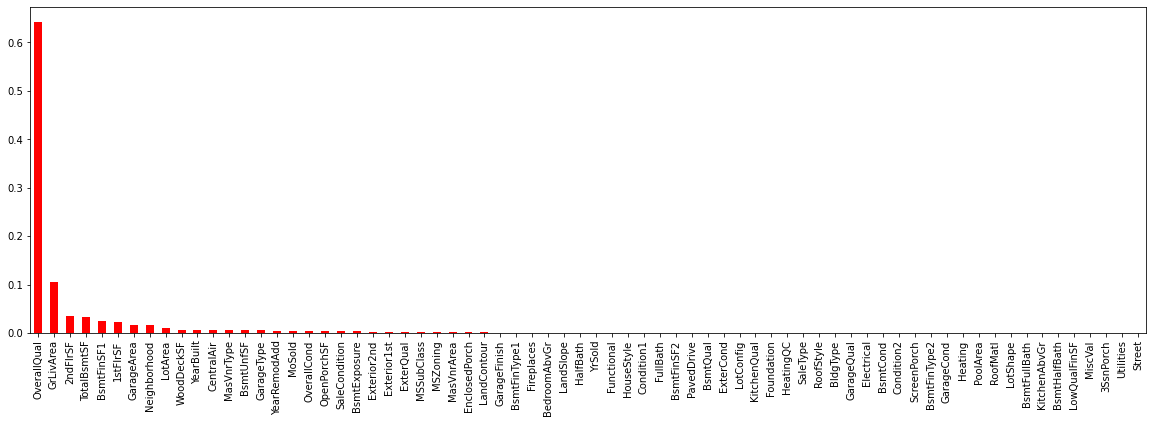 0.6
0.5
0.4
0.3
0.2
0.1
0.0
OverallQual
GrLivArea
2ndFlrSF
TotalBsmtSF
BsmtFinSF1
1stFlrSF
GarageArea
Neighborhood
LotArea
WoodDeckSF
YearBuilt
CentralAir
MasVnrType
BsmtUnfSF
GarageType
YearRemodAdd
MoSold
OverallCond
OpenPorchSF
SaleCondition
BsmtExposure
Exterior2nd
Exterior1st
ExterQual
MSSubClass
MSZoning
MasVnrArea
EnclosedPorch
LandContour
GarageFinish
BsmtFinType1
Fireplaces
BedroomAbvGr
LandSlope
HalfBath
YrSold
Functional
HouseStyle
Condition1
FullBath
BsmtFinSF2
PavedDrive
BsmtQual
ExterCond
LotConfig
KitchenQual
Foundation
HeatingQC
SaleType
RoofStyle
BldgType
GarageQual
Electrical
BsmtCond
Condition2
ScreenPorch
BsmtFinType2
GarageCond
Heating
PoolArea
RoofMatl
LotShape
BsmtFullBath
KitchenAbvGr
BsmtHalfBath
LowQualFinSF
MiscVal
3SsnPorch
Utilities
Street